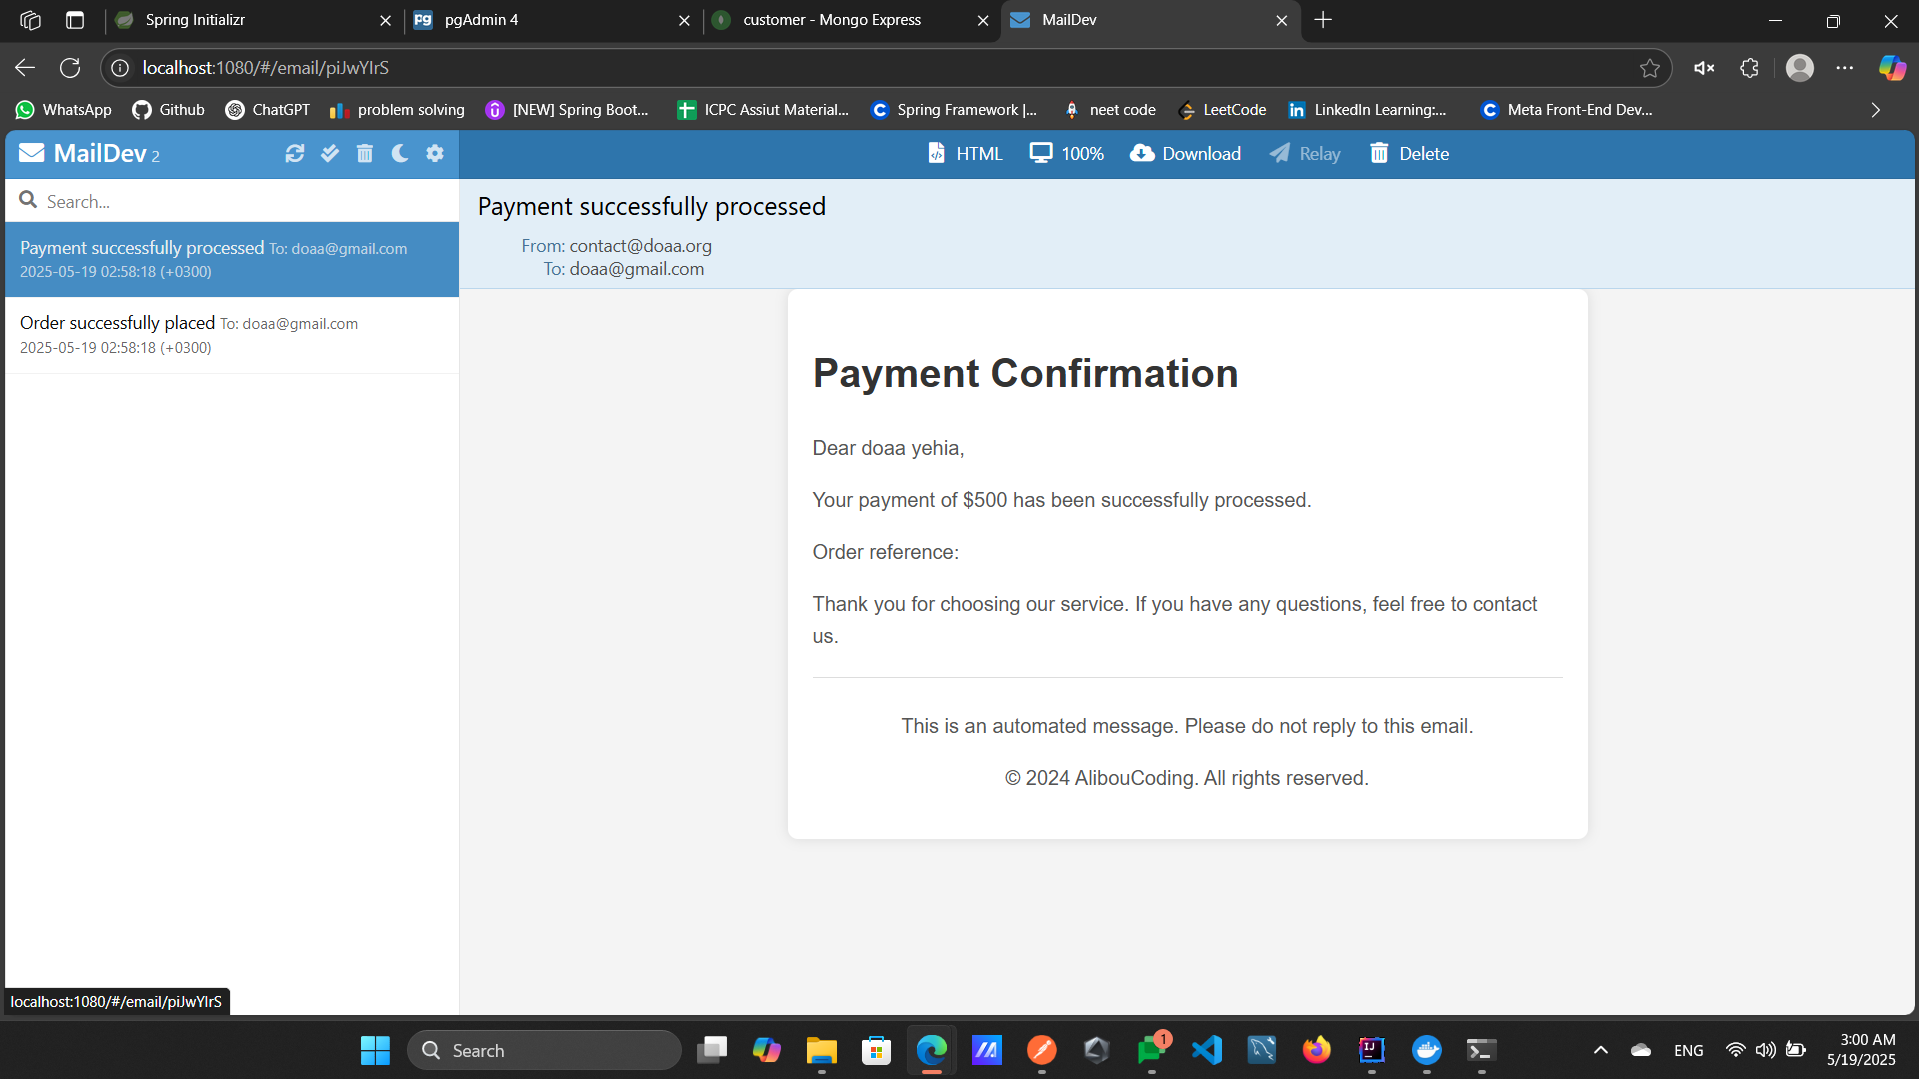 Spring Initializr
pgAdmin 4
customer - Mongo Express
MailDev
localhost:1080/#/email/piJwYIrS
WhatsApp
Github
ChatGPT
problem solving
[NEW] Spring Boot...
ICPC Assiut Material...
Spring Framework |...
neet code
LeetCode
LinkedIn Learning:...
Meta Front-End Dev...
MailDev 2
HTML
100%
Download
Relay
Delete
Search...
Payment successfully processed To: doaa@gmail.com
2025-05-19 02:58:18 (+0300)
Order successfully placed To: doaa@gmail.com
2025-05-19 02:58:18 (+0300)
Payment successfully processed
From: contact@doaa.org
To: doaa@gmail.com
Payment Confirmation
Dear doaa yehia,
Your payment of $500 has been successfully processed.
Order reference:
Thank you for choosing our service. If you have any questions, feel free to contact
us.
This is an automated message. Please do not reply to this email.
© 2024 AlibouCoding. All rights reserved.
localhost:1080/#/email/piJwYIrS
Search
1
ENG
3:00 AM
5/19/2025